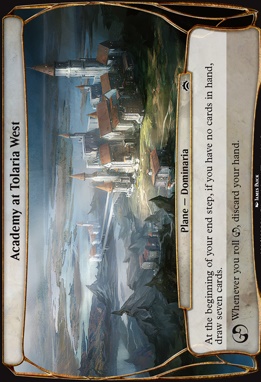 Academy at Tolaria West
Plane — Dominaria
At the beginning of your end step, if you have no cards in hand,
draw seven cards.
Whenever you roll , discard your hand.